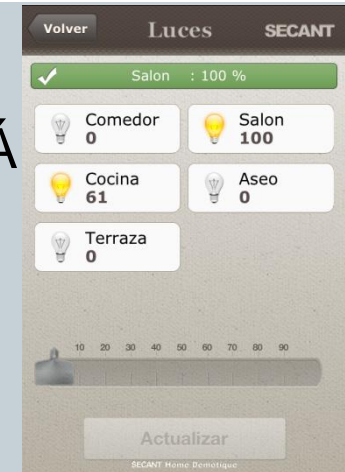 Volver Luces SECANT
Salon : 100 %
Comedor
0
Salon
100
Á
Cocina
61
Aseo
0
Terraza
0
10 20 30 40 50 60 70 80 90
Actualizar
SECANT Home Domotique